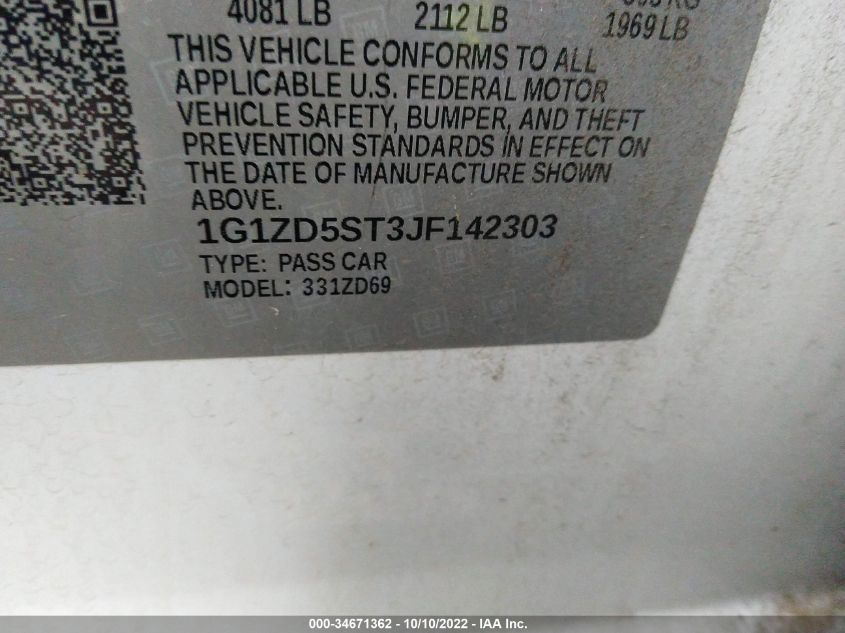 4081 LB 2112 LB 1969 LB
THIS VEHICLE CONFORMS TO ALL
APPLICABLE U.S. FEDERAL MOTOR
VEHICLE SAFETY, BUMPER, AND THEFT
PREVENTION STANDARDS IN EFFECT ON
THE DATE OF MANUFACTURE SHOWN
ABOVE.
1G1ZD5ST3JF142303
TYPE: PASS CAR
MODEL: 331ZD69
000-34671362 - 10/10/2022 - IAA Inc.